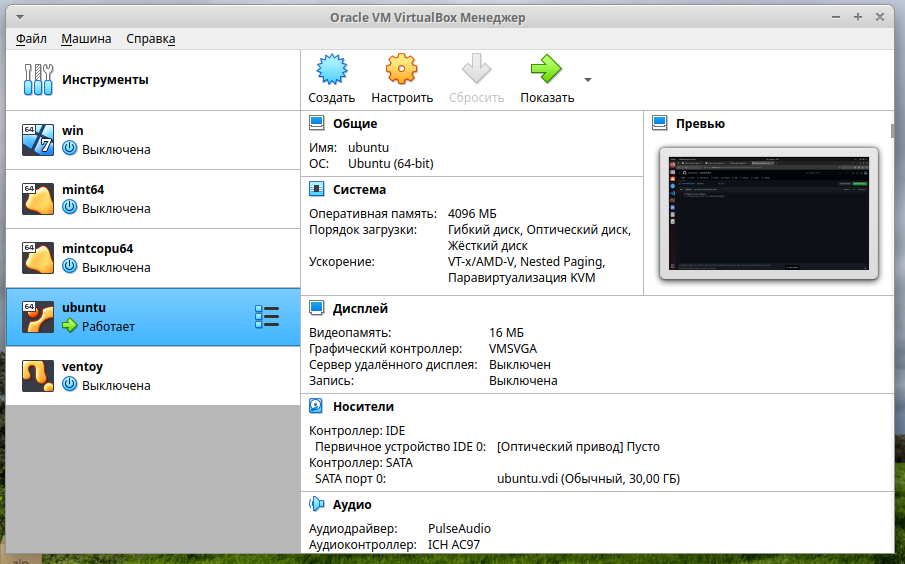 Oracle VM VirtualBox Менеджер
Файл Машина Справка
Инструменты
Создать Настроить Сбросить Показать
64
win
Выключена
64
mint64
Выключена
64
mintcopu64
Выключена
64
ubuntu
Работает
ventoy
Выключена
Общие
Имя: ubuntu
ОС: Ubuntu (64-bit)
Превью
Система
Оперативная память: 4096 МБ
Порядок загрузки: Гибкий диск, Оптический диск,
Жёсткий диск
Ускорение: VT-x/AMD-V, Nested Paging,
Паравиртуализация KVM
Дисплей
Видеопамять: 16 МБ
Графический контроллер: VMSVGA
Сервер удалённого дисплея: Выключен
Запись: Выключена
Носители
Контроллер: IDE
Первичное устройство IDE 0: [Оптический привод] Пусто
Контроллер: SATA
SATA порт 0: ubuntu.vdi (Обычный, 30,00 ГБ)
Аудио
Аудиодрайвер: PulseAudio
Аудиоконтроллер: ICH AC97